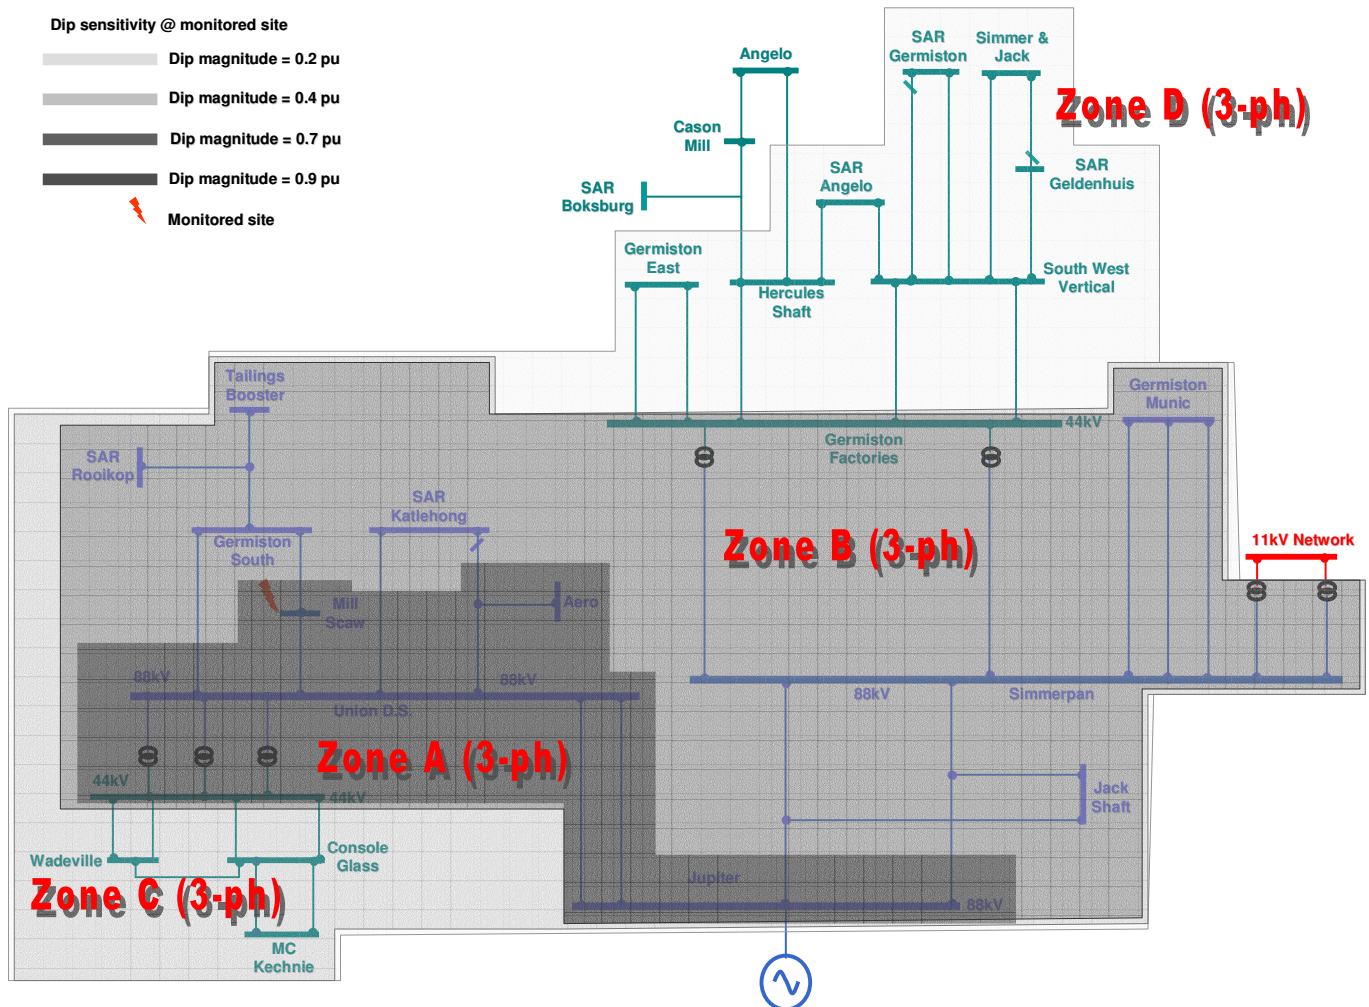 Dip sensitivity @ monitored site
Dip magnitude = 0.2 pu
Dip magnitude = 0.4 pu
Dip magnitude = 0.7 pu
Dip magnitude = 0.9 pu
Monitored site
Angelo
SAR
Germiston
Simmer &
Jack
Zone D (3-ph)
Cason
Mill
SAR
Boksburg
SAR
Angelo
SAR
Geldenhuis
Germiston
East
Hercules
Shaft
South West
Vertical
Tailings
Booster
Germiston
Munic
44kV
Germiston
Factories
SAR
Rooikop
SAR
Katlehong
Germiston
South
Zone B (3-ph)
11kV Network
Mill
Scaw
Aero
88kV
88kV
Union D.S.
88kV
Simmerpan
Zone A (3-ph)
44kV
44kV
Jack
Shaft
Wadeville
Console
Glass
Zone C (3-ph)
Jupiter
88kV
MC
Kechnie